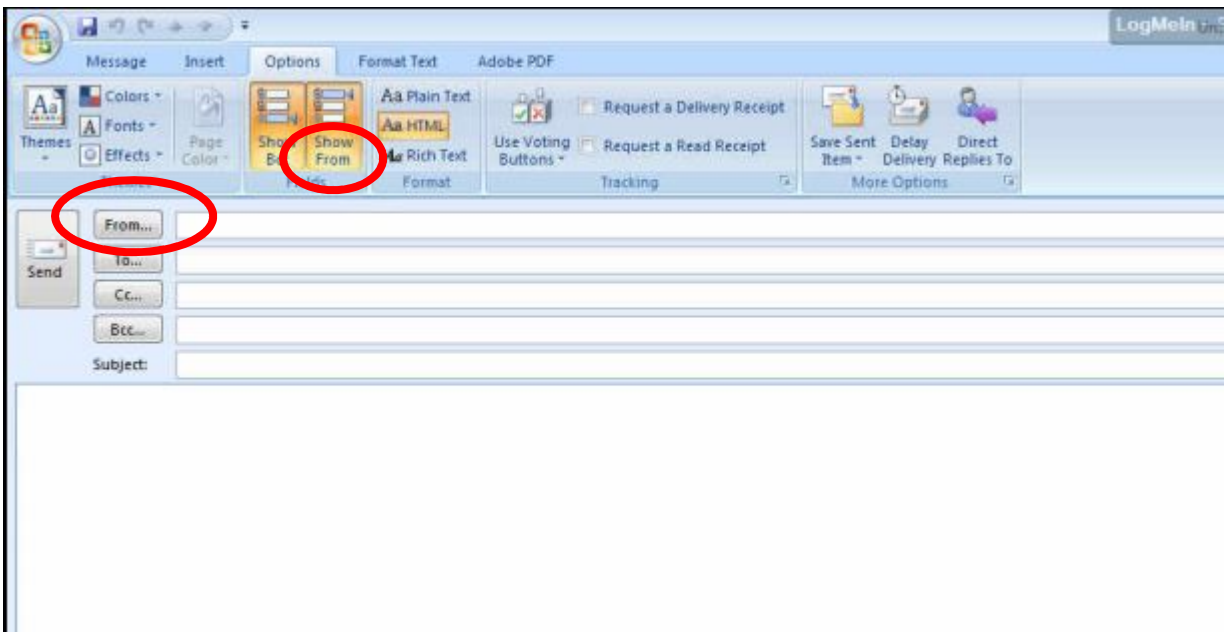 LogMeIn
Message Insert Options Format Text Adobe PDF
Themes
Colors
Fonts
Effects
Page Color
Show
Show From
Aa Plain Text
Aa HTML
Rich Text
Use Voting Buttons
Request a Delivery Receipt
Request a Read Receipt
Save Sent Item
Delay Delivery
Direct Replies To
Format Tracking More Options
Send
From...
To...
Cc...
Bcc...
Subject: